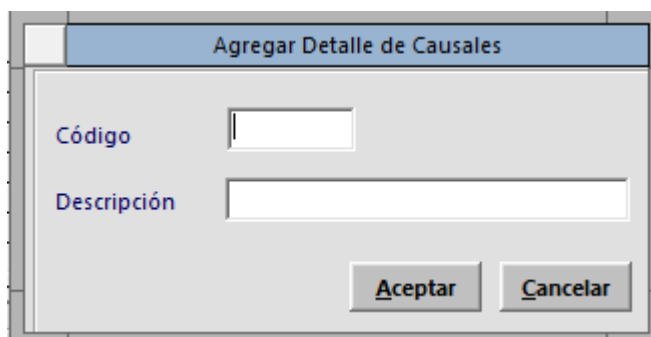 Agregar Detalle de Causales
Código
Descripción
Aceptar Cancelar